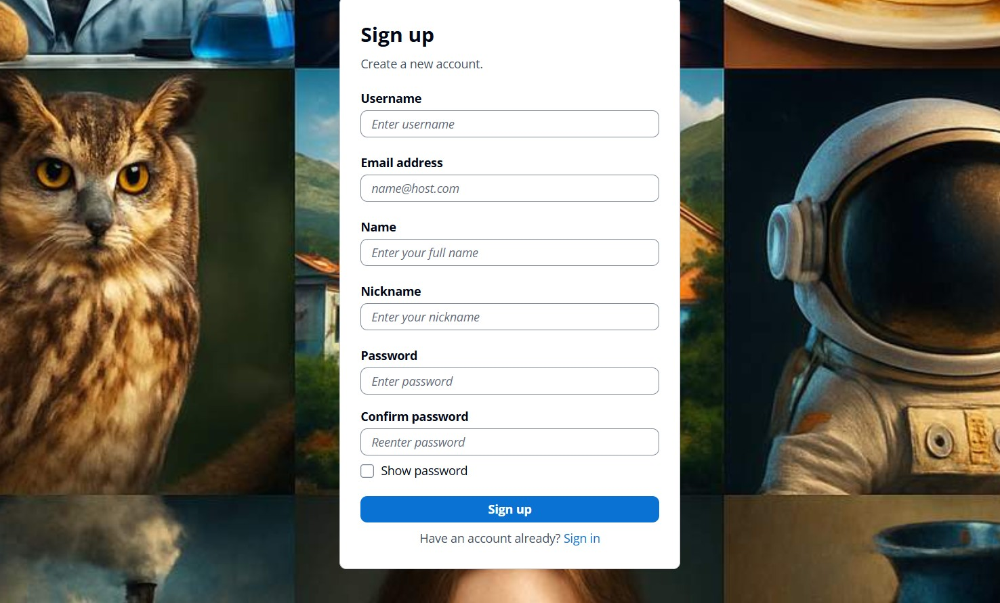 Sign up
Create a new account.
Username
Enter username
Email address
name@host.com
Name
Enter your full name
Nickname
Enter your nickname
Password
Enter password
Confirm password
Reenter password
Show password
Sign up
Have an account already? Sign in